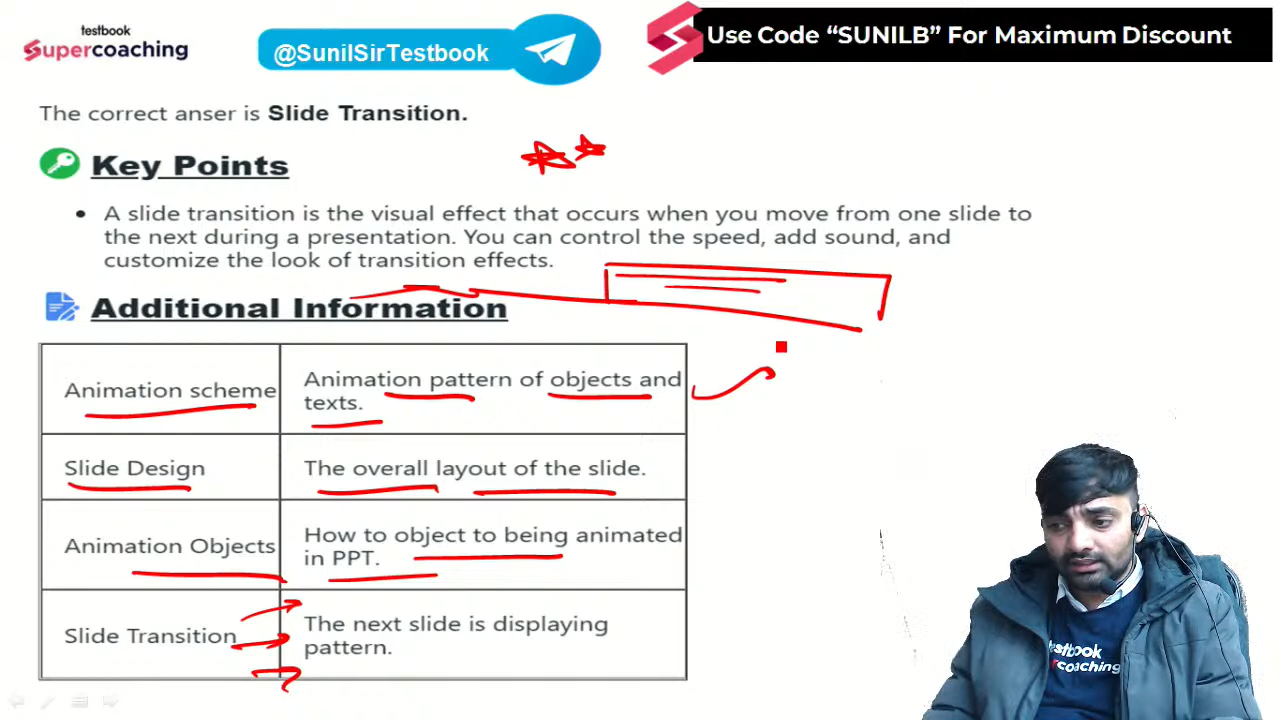 testbook
Supercoaching
@SunilSirTestbook
Use Code “SUNILB” For Maximum Discount
The correct anser is Slide Transition.
Key Points
• A slide transition is the visual effect that occurs when you move from one slide to
the next during a presentation. You can control the speed, add sound, and
customize the look of transition effects.
Additional Information
Animation scheme
Animation pattern of objects and
texts.
Slide Design
The overall layout of the slide.
Animation Objects
How to object to being animated
in PPT.
Slide Transition
The next slide is displaying
pattern.
testbook
supercoaching